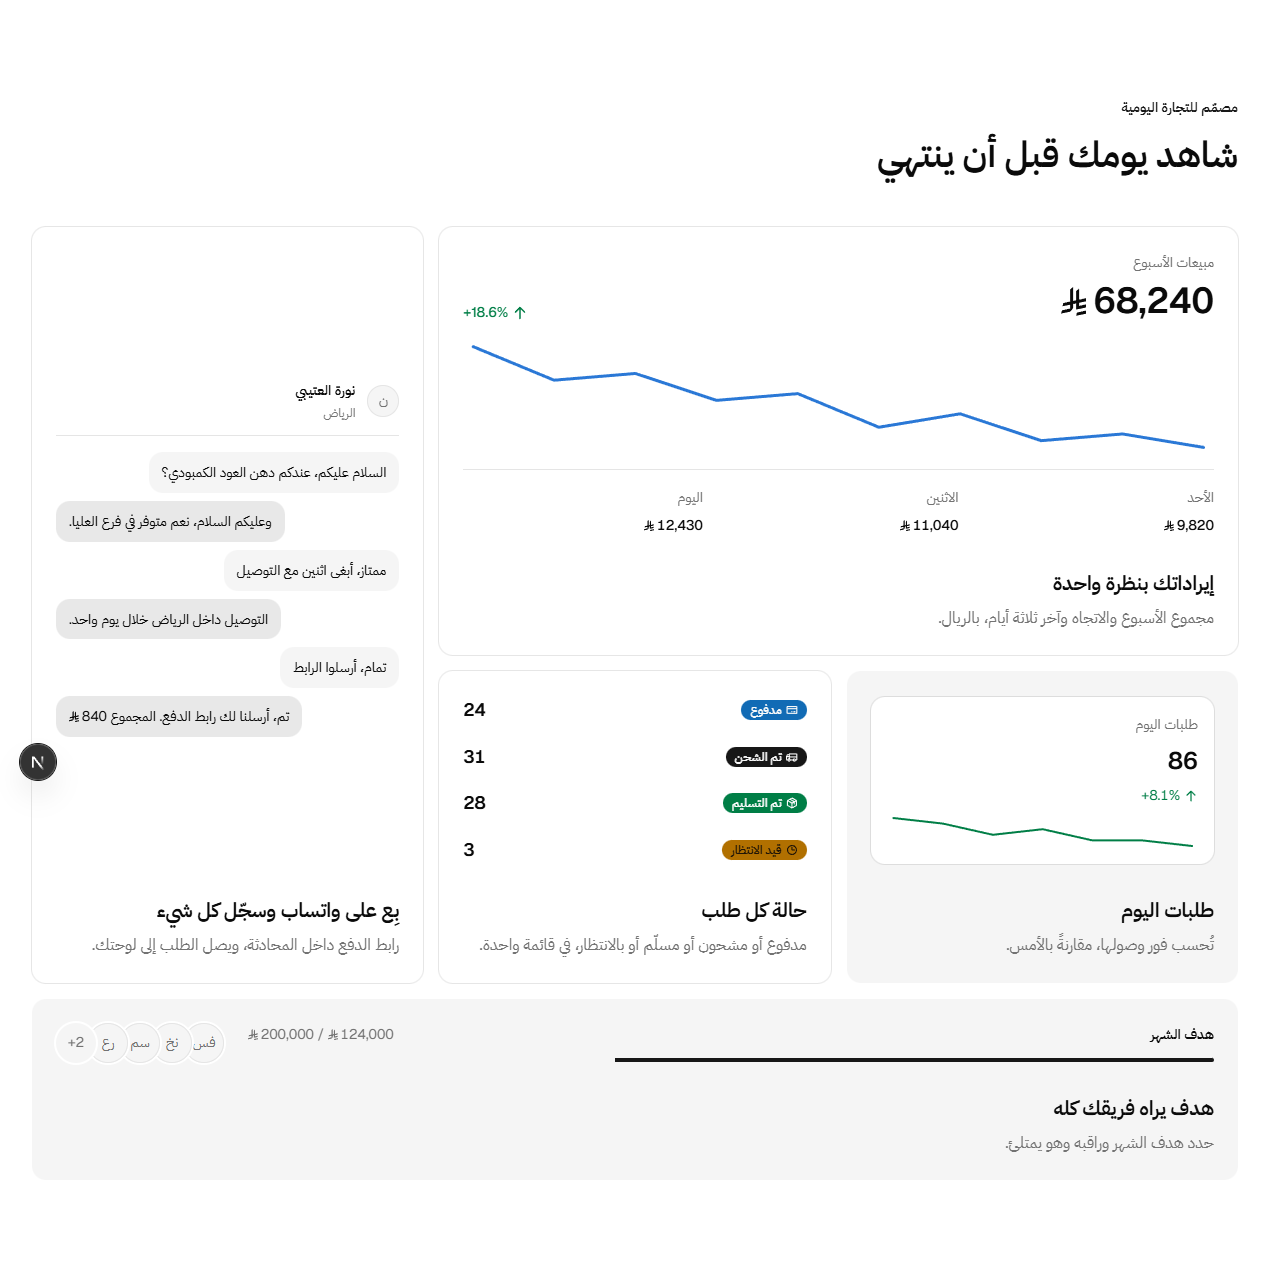 مصمّم للتجارة اليومية
شاهد يومك قبل أن ينتهي
مبيعات الأسبوع
68,240 ⃁
↑ +18.6%
الأحد
9,820 ⃁
الاثنين
11,040 ⃁
اليوم
12,430 ⃁
إيراداتك بنظرة واحدة
مجموع الأسبوع والاتجاه وآخر ثلاثة أيام، بالريال.
ن
نورة العتيبي
الرياض
السلام عليكم، عندكم دهن العود الكمبودي؟
وعليكم السلام، نعم متوفر في فرع العليا.
ممتاز، أبغى اثنين مع التوصيل
التوصيل داخل الرياض خلال يوم واحد.
تمام، أرسلوا الرابط
تم، أرسلنا لك رابط الدفع. المجموع 840 ⃁
بِع على واتساب وسجّل كل شيء
رابط الدفع داخل المحادثة، ويصل الطلب إلى لوحتك.
طلبات اليوم
86
↑ +8.1%
طلبات اليوم
تُحسب فور وصولها، مقارنةً بالأمس.
مدفوع 24
تم الشحن 31
تم التسليم 28
قيد الانتظار 3
حالة كل طلب
مدفوع أو مشحون أو مسلّم أو بالانتظار، في قائمة واحدة.
هدف الشهر
124,000 ⃁ / 200,000 ⃁
فس
نخ
سم
رع
+2
هدف يراه فريقك كله
حدد هدف الشهر وراقبه وهو يمتلئ.
N